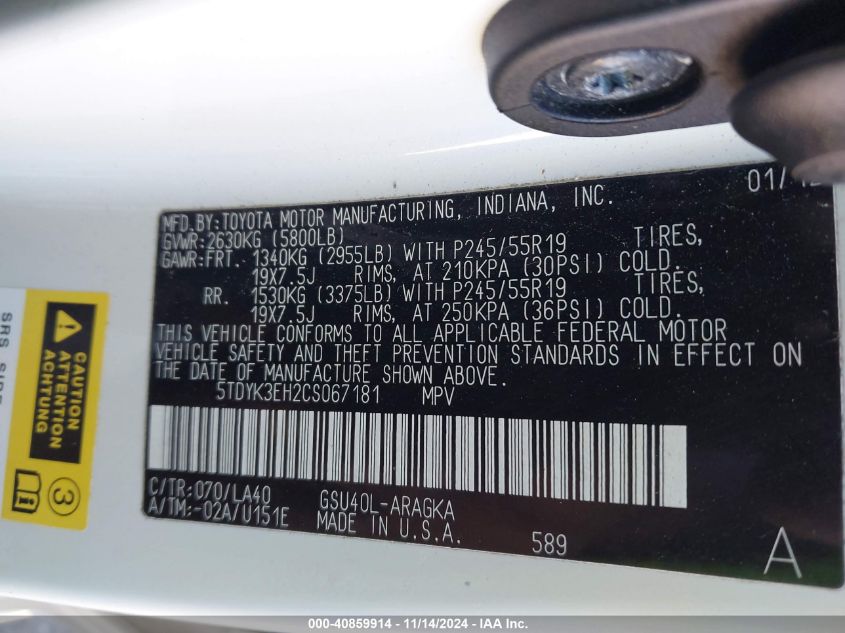 01/12
MFD.BY:TOYOTA MOTOR MANUFACTURING, INDIANA, INC.
GVWR:2630KG (5800LB)
GAWR:FRT. 1340KG (2955LB) WITH P245/55R19 TIRES,
19X7.5J RIMS, AT 210KPA (30PSI) COLD.
RR. 1530KG (3375LB) WITH P245/55R19 TIRES,
19X7.5J RIMS, AT 250KPA (36PSI) COLD.
THIS VEHICLE CONFORMS TO ALL APPLICABLE FEDERAL MOTOR
VEHICLE SAFETY AND THEFT PREVENTION STANDARDS IN EFFECT ON
THE DATE OF MANUFACTURE SHOWN ABOVE.
5TDYK3EH2CS067181 MPV
C/TR:070/LA40 GSU40L-ARAGKA
A/TM:-02A/U151E MADE IN U.S.A.
589
A
WARNING
ATTENTION
ACHTUNG
3
SRS
000-40859914 - 11/14/2024 - IAA Inc.